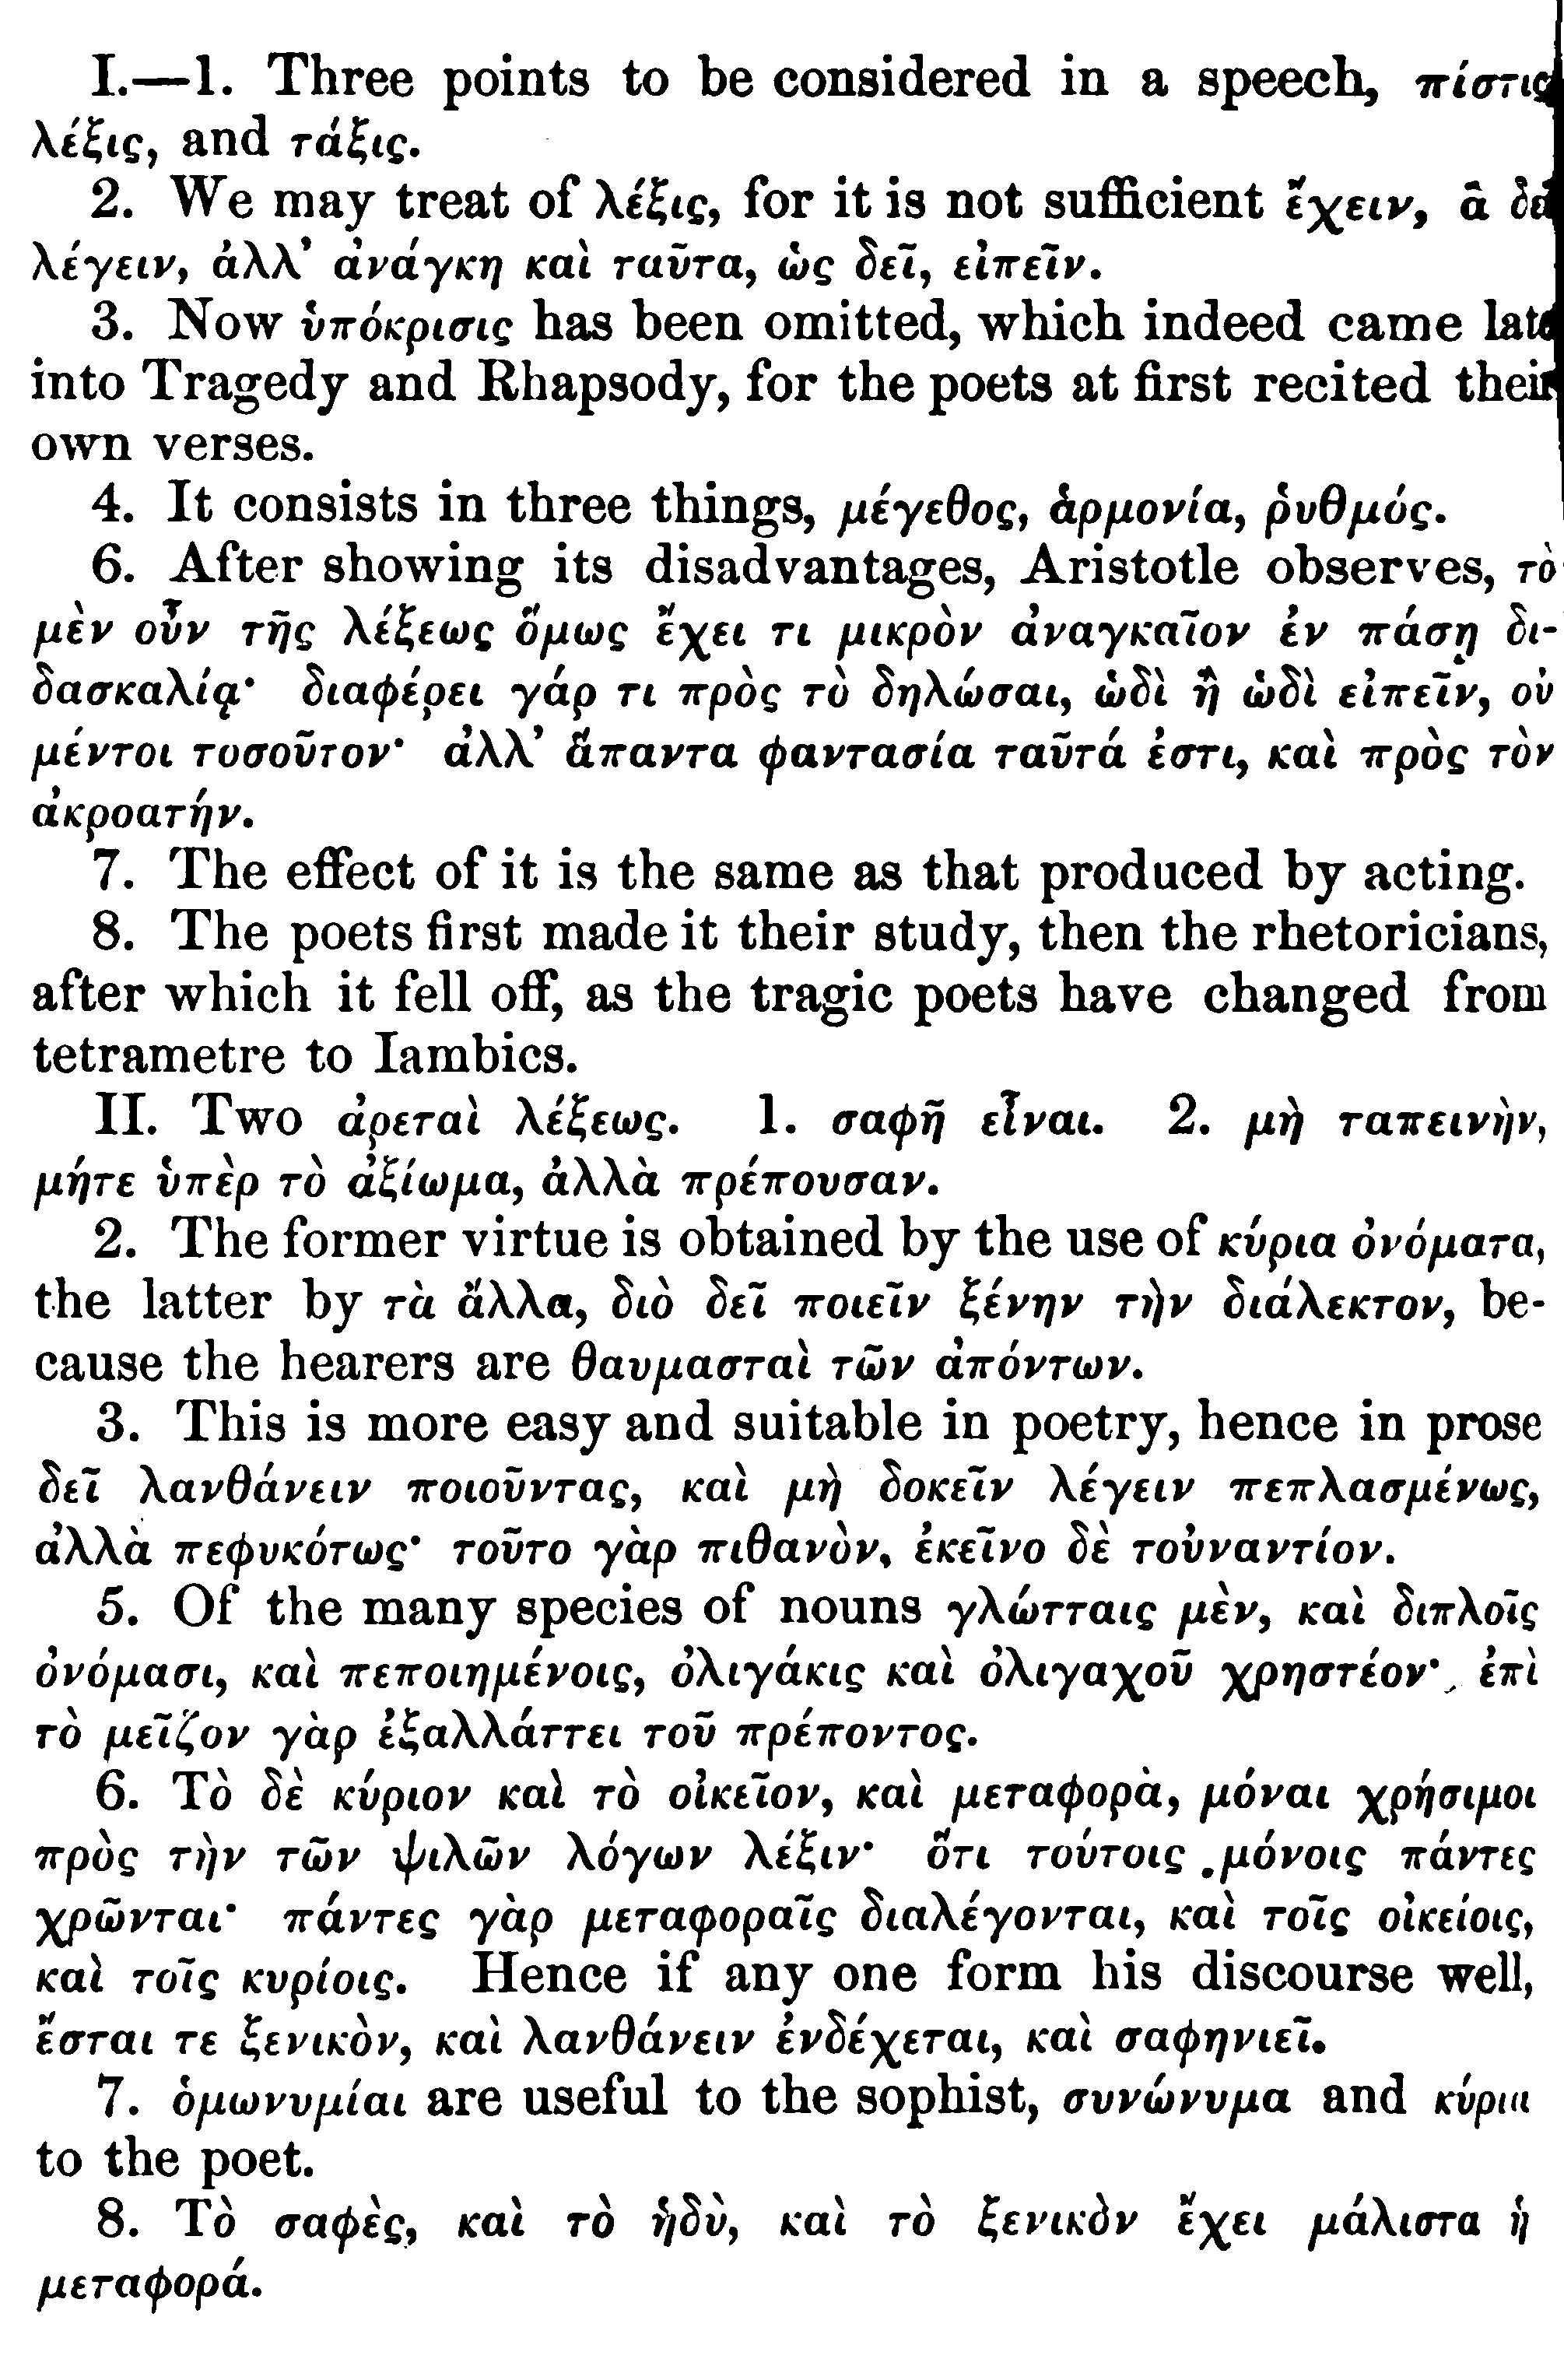 I.—1. Three points to be considered in a speech, πίστις
λέξις, and τάξις.
2. We may treat of λέξις, for it is not sufficient ἔχειν, ἃ
λέγειν, ἀλλ’ ἀνάγκη καὶ ταῦτα, ὡς δεῖ, εἰπεῖν.
3. Now ὑπόκρισις has been omitted, which indeed came late
into Tragedy and Rhapsody, for the poets at first recited their
own verses.
4. It consists in three things, μέγεθος, ἁρμονία, ῥυθμός.
6. After showing its disadvantages, Aristotle observes, τὸ
μὲν οὖν τῆς λέξεως ὅμως ἔχει τι μικρὸν ἀναγκαῖον ἐν πάσῃ δι-
δασκαλίᾳ· διαφέρει γάρ τι πρὸς τὸ δηλώσαι, ὡδὶ ἢ ὡδὶ εἰπεῖν, οὐ
μέντοι τοσοῦτον· ἀλλ’ ἅπαντα φαντασία ταῦτά ἐστι, καὶ πρὸς τὸν
ἀκροατήν.
7. The effect of it is the same as that produced by acting.
8. The poets first made it their study, then the rhetoricians,
after which it fell off, as the tragic poets have changed from
tetrametre to Iambics.
II. Two ἀρεταὶ λέξεως. 1. σαφῆ εἶναι. 2. μὴ ταπεινὴν,
μήτε ὑπὲρ τὸ ἀξίωμα, ἀλλὰ πρέπουσαν.
2. The former virtue is obtained by the use of κύρια ὀνόματα,
the latter by τὰ ἄλλα, διὸ δεῖ ποιεῖν ξένην τὴν διάλεκτον, be-
cause the hearers are θαυμασταὶ τῶν ἀπόντων.
3. This is more easy and suitable in poetry, hence in prose
δεῖ λανθάνειν ποιοῦντας, καὶ μὴ δοκεῖν λέγειν πεπλασμένως,
ἀλλὰ πεφυκότως· τοῦτο γὰρ πιθανὸν, ἐκεῖνο δὲ τοὐναντίον.
5. Of the many species of nouns γλώτταις μὲν, καὶ διπλοῖς
ὀνόμασι, καὶ πεποιημένοις, ὀλιγάκις καὶ ὀλιγαχοῦ χρηστέον· ἐπὶ
τὸ μεῖζον γὰρ ἐξαλλάττει τοῦ πρέποντος.
6. Τὸ δὲ κύριον καὶ τὸ οἰκεῖον, καὶ μεταφορὰ, μόναι χρήσιμοι
πρὸς τὴν τῶν ψιλῶν λόγων λέξιν· ὅτι τούτοις μόνοις πάντες
χρῶνται· πάντες γὰρ μεταφοραῖς διαλέγονται, καὶ τοῖς οἰκείοις,
καὶ τοῖς κυρίοις. Hence if any one form his discourse well,
ἔσται τε ξενικὸν, καὶ λανθάνειν ἐνδέχεται, καὶ σαφηνιεῖ.
7. ὁμωνυμίαι are useful to the sophist, συνώνυμα and κύρια
to the poet.
8. Τὸ σαφὲς, καὶ τὸ ἡδὺ, καὶ τὸ ξενικὸν ἔχει μάλιστα ἡ
μεταφορά.